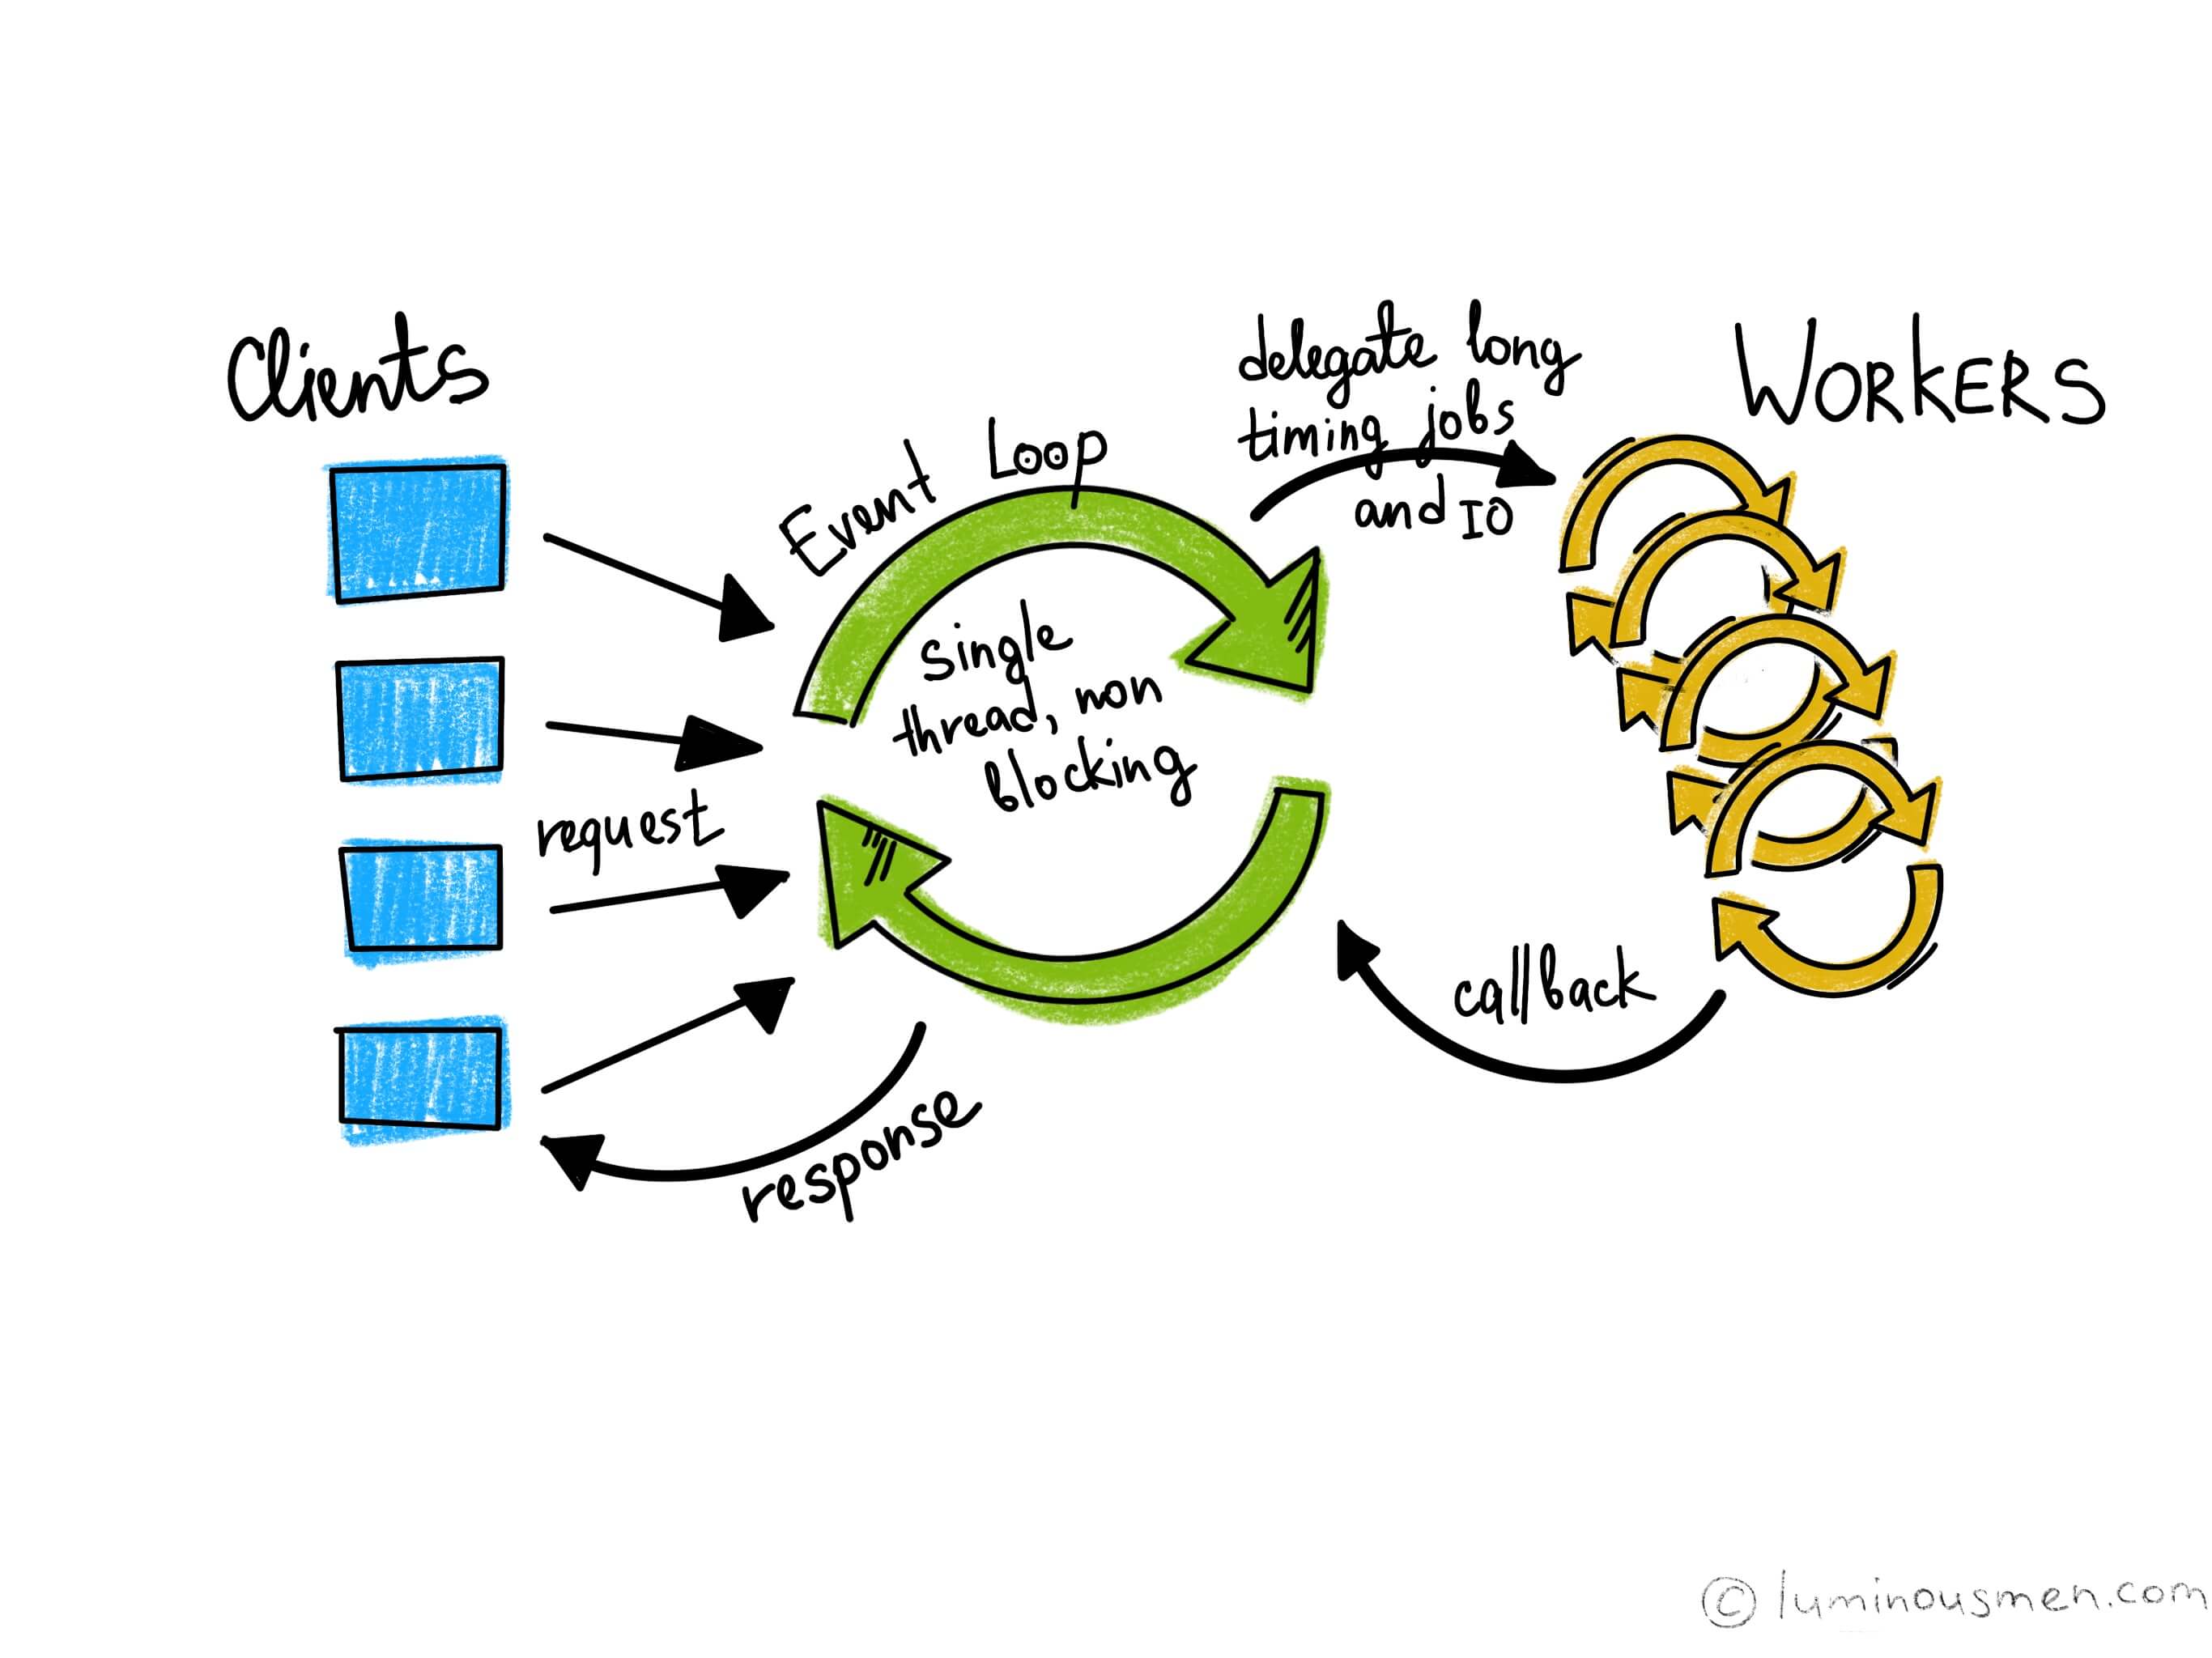 Clients
request
response
Event Loop
single
thread, non
blocking
delegate long
timing jobs
and IO
callback
WORKERS
© luminousmen.com